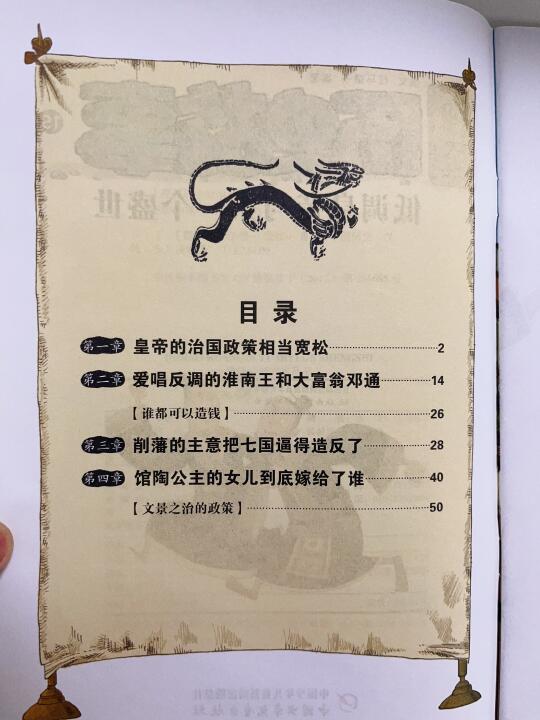 目录
第一章 皇帝的治国政策相当宽松 2
第二章 爱唱反调的淮南王和大富翁邓通 14
【谁都可以造钱】 26
第三章 削藩的主意把七国逼得造反了 28
第四章 馆陶公主的女儿到底嫁给了谁 40
【文景之治的政策】 50